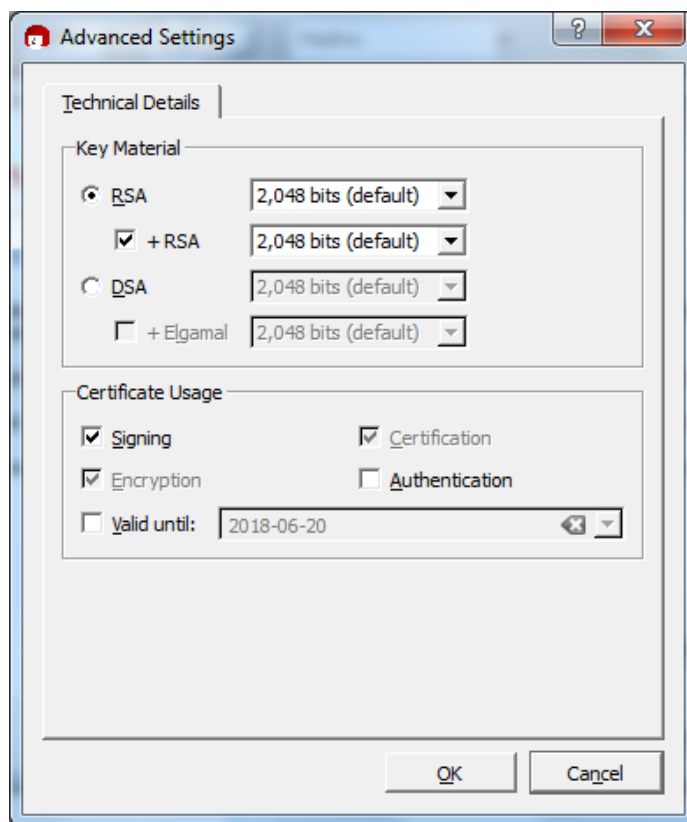 Advanced Settings
Technical Details
Key Material
RSA 2,048 bits (default)
+ RSA 2,048 bits (default)
DSA 2,048 bits (default)
+ Elgamal 2,048 bits (default)
Certificate Usage
Signing Certification
Encryption Authentication
Valid until: 2018-06-20
OK Cancel